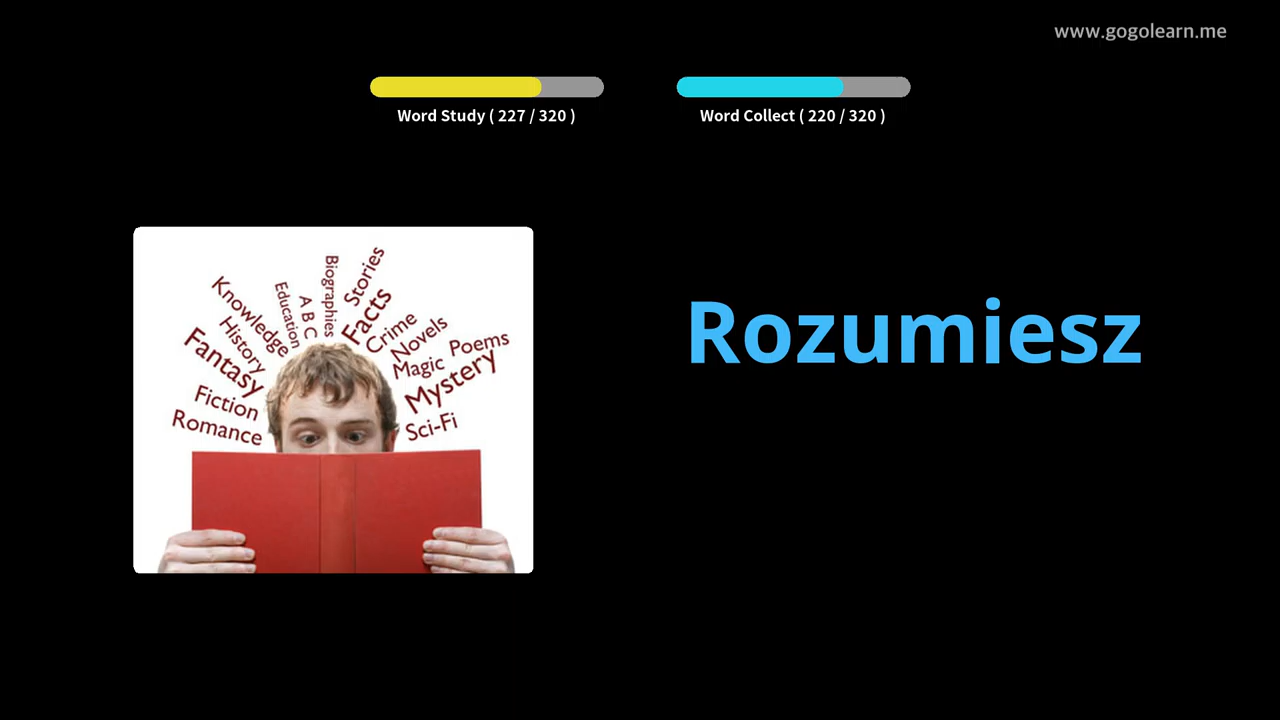 www.gogolearn.me
Word Study ( 227 / 320 )
Word Collect ( 220 / 320 )
Rozumiesz
Stories
Biographies
Facts
A B C
Education
Knowledge
Crime
Novels
History
Poems
Magic
Fantasy
Mystery
Fiction
Romance
Sci-Fi